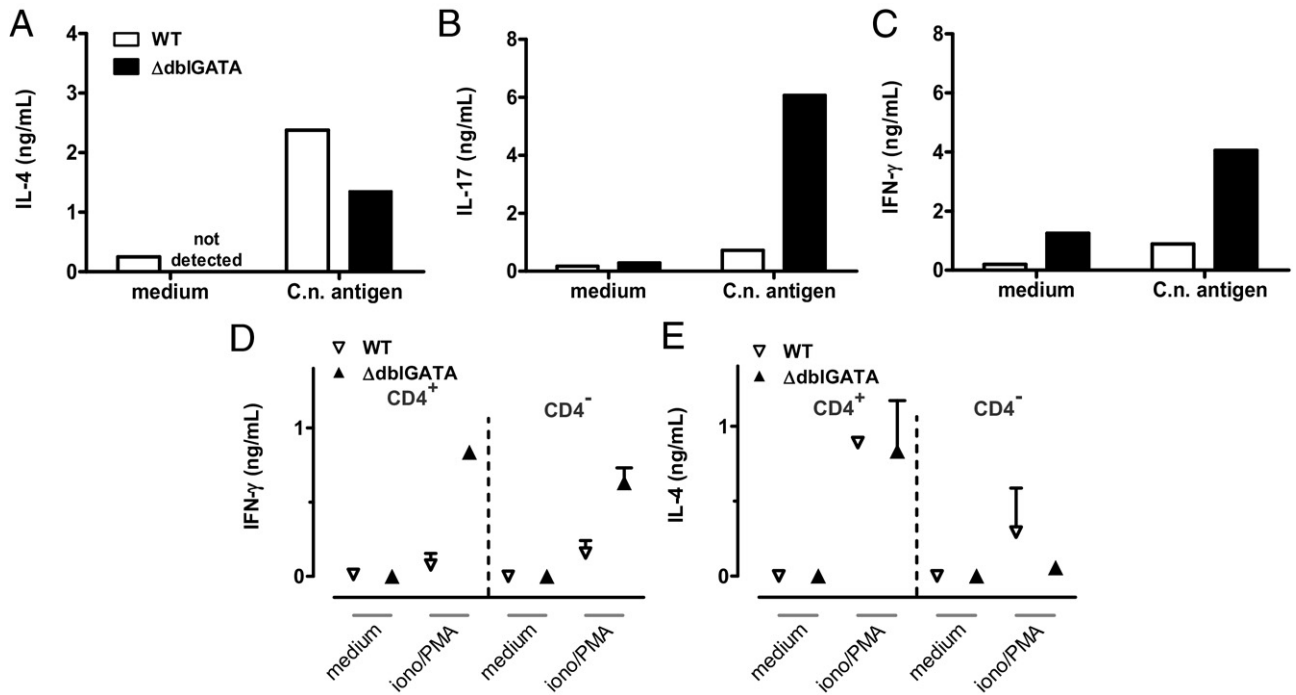 A
IL-4 (ng/mL)
4
3
2
1
0
WT
ΔdblGATA
not
detected
medium
C.n. antigen
B
IL-17 (ng/mL)
8
6
4
2
0
medium
C.n. antigen
C
IFN-γ (ng/mL)
8
4
2
0
medium
C.n. antigen
D
IFN-γ (ng/mL)
1
0
WT
ΔdblGATA
CD4+
CD4-
medium
iono/PMA
medium
iono/PMA
E
IL-4 (ng/mL)
1
0
WT
ΔdblGATA
CD4+
CD4-
medium
iono/PMA
medium
iono/PMA